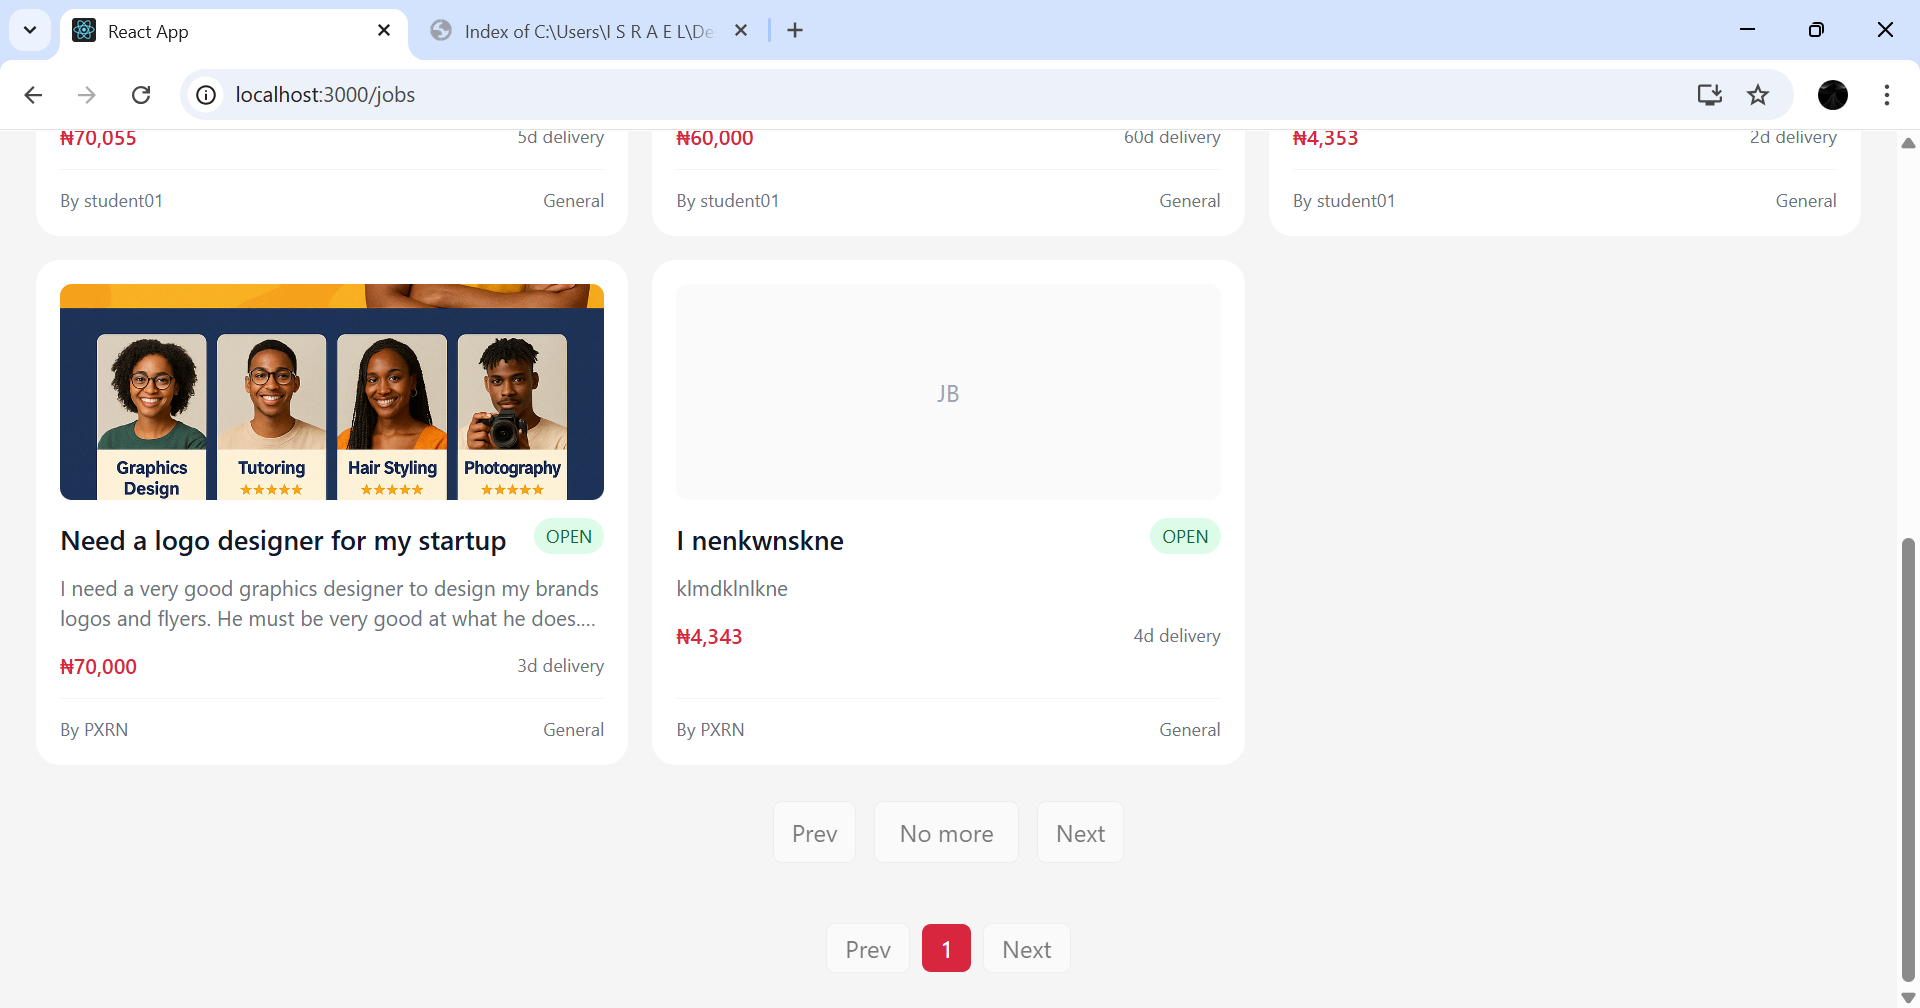 React App
Index of C:\Users\I S R A E L\De
localhost:3000/jobs
₦70,055 5d delivery
₦60,000 60d delivery
₦4,353 2d delivery
By student01 General
By student01 General
By student01 General
Graphics
Design
Tutoring
Hair Styling
Photography
Need a logo designer for my startup OPEN
I need a very good graphics designer to design my brands
logos and flyers. He must be very good at what he does....
₦70,000 3d delivery
By PXRN General
JB
I nenkwnskne OPEN
klmdklnlkne
₦4,343 4d delivery
By PXRN General
Prev No more Next
Prev 1 Next